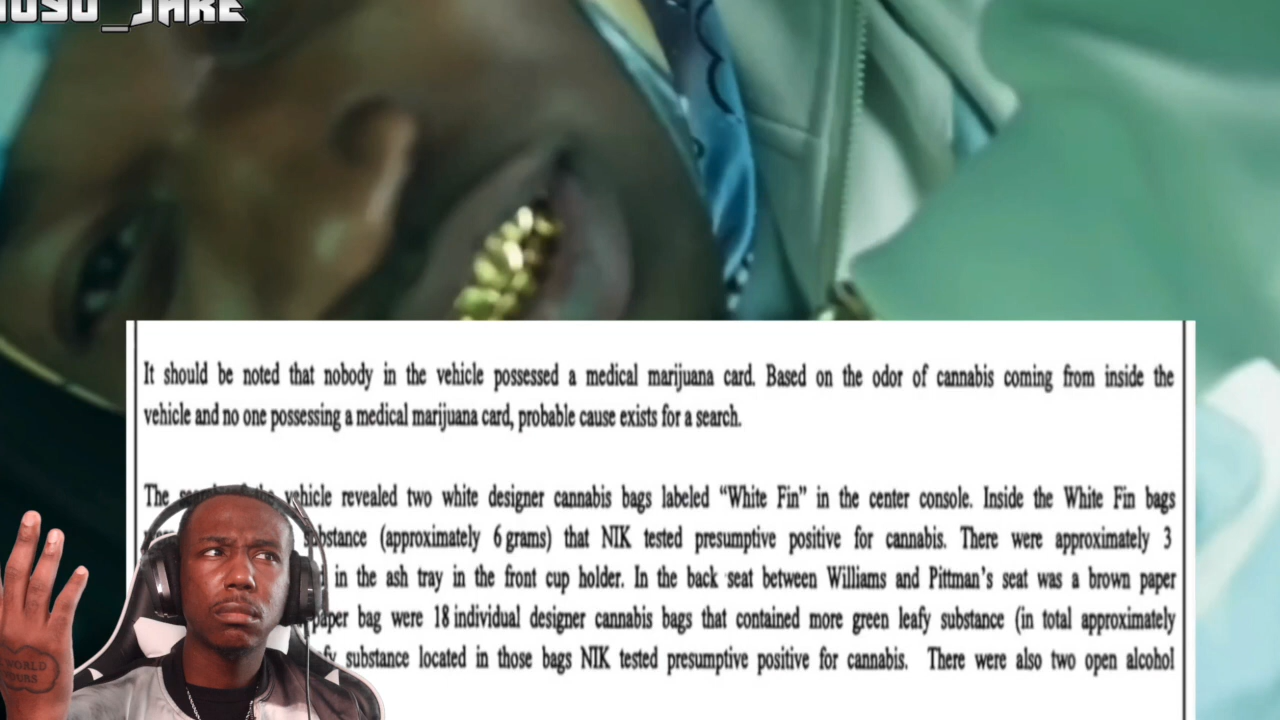 _JAKE
It should be noted that nobody in the vehicle possessed a medical marijuana card. Based on the odor of cannabis coming from inside the
vehicle and no one possessing a medical marijuana card, probable cause exists for a search.
The vehicle revealed two white designer cannabis bags labeled “White Fin” in the center console. Inside the White Fin bags
substance (approximately 6 grams) that NIK tested presumptive positive for cannabis. There were approximately 3
in the ash tray in the front cup holder. In the back seat between Williams and Pittman’s seat was a brown paper
paper bag were 18 individual designer cannabis bags that contained more green leafy substance (in total approximately
substance located in those bags NIK tested presumptive positive for cannabis. There were also two open alcohol
WORLD